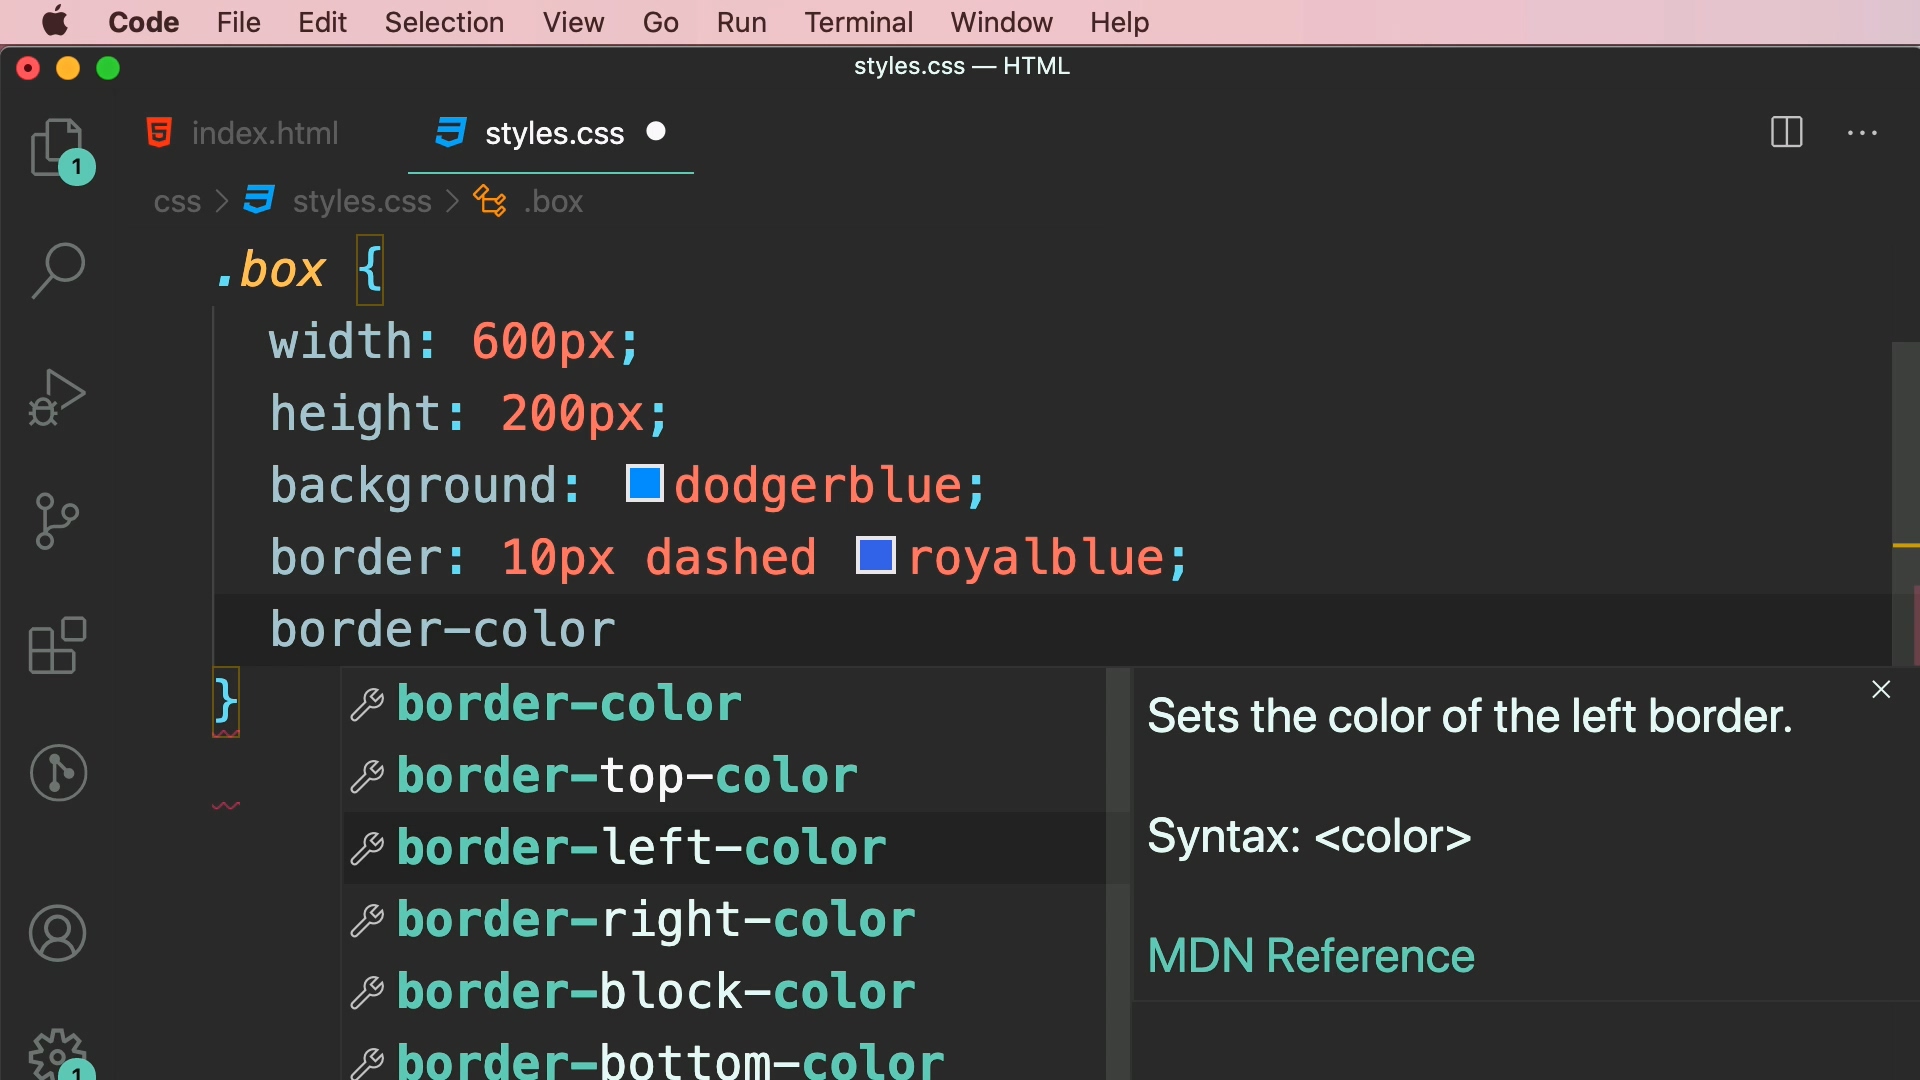 Code File Edit Selection View Go Run Terminal Window Help
styles.css — HTML
index.html styles.css
1
css > styles.css > .box
.box {
width: 600px;
height: 200px;
background: dodgerblue;
border: 10px dashed royalblue;
border-color
}
border-color
border-top-color
border-left-color
border-right-color
border-block-color
border-bottom-color
Sets the color of the left border.
Syntax: <color>
MDN Reference
1